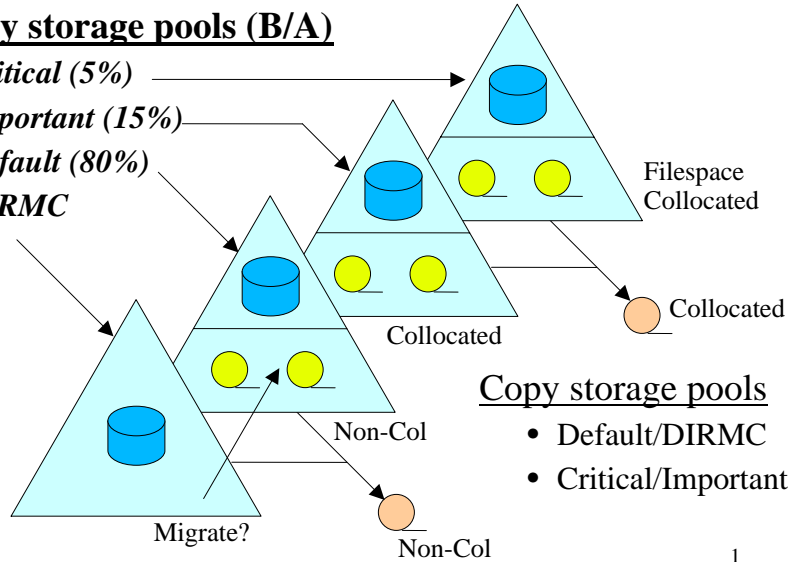 y storage pools (B/A)
itical (5%)
portant (15%)
fault (80%)
RMC
Filespace
Collocated
Collocated
Collocated
Non-Col
Copy storage pools
• Default/DIRMC
• Critical/Important
Migrate?
Non-Col
1